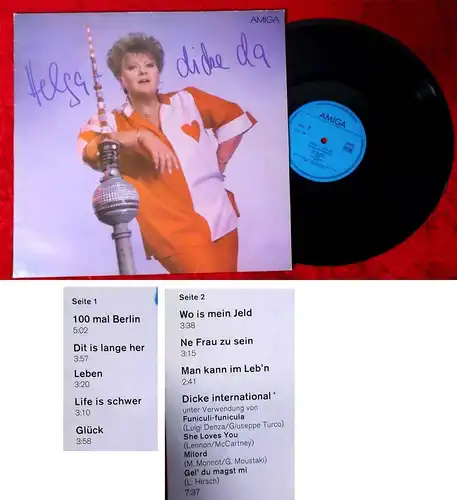 AMIGA
Helga -
dicke da
AMIGA
Seite 1
100 mal Berlin
5:02
Dit is lange her
3:57
Leben
3:20
Life is schwer
3:10
Glück
3:58
Seite 2
Wo is mein Jeld
3:38
Ne Frau zu sein
3:15
Man kann im Leb'n
2:41
Dicke international*
unter Verwendung von
Funiculi-funicula
(Luigi Denza/Giuseppe Turco)
She Loves You
(Lennon/McCartney)
Milord
(M. Monnot/G. Moustaki)
Gel' du magst mi
(L. Hirsch)
7:37